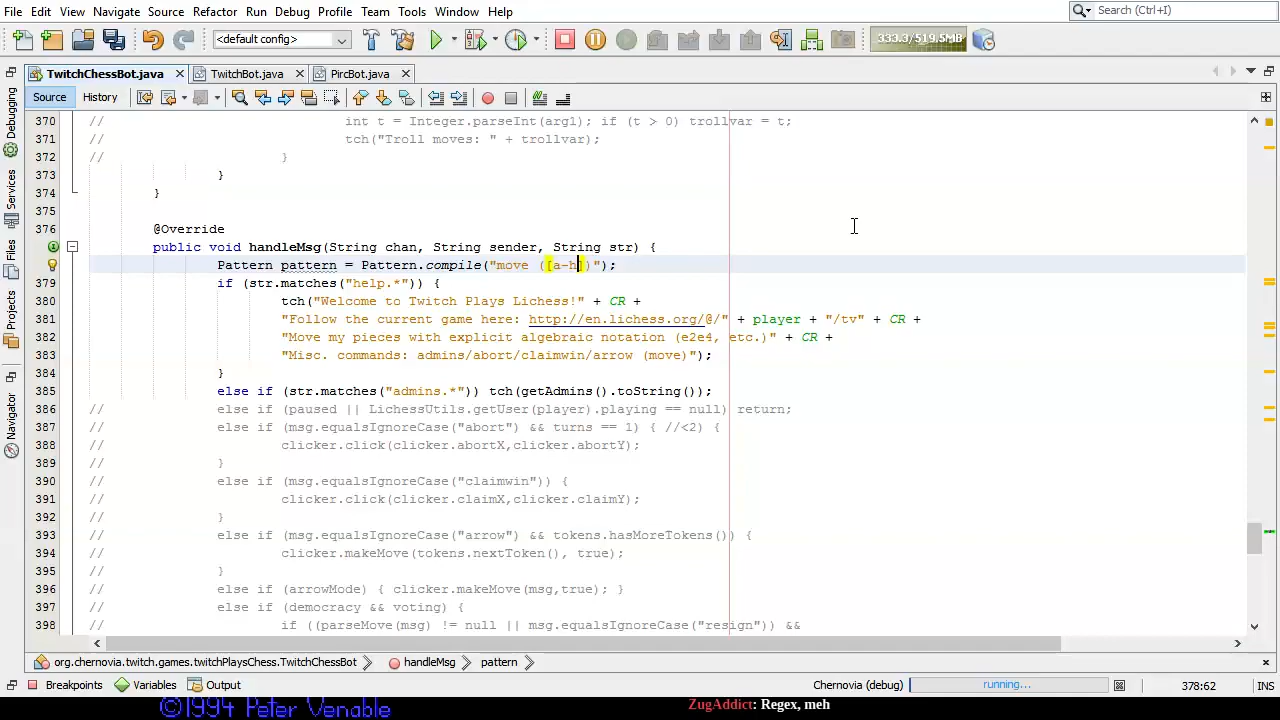 File Edit View Navigate Source Refactor Run Debug Profile Team Tools Window Help
Search (Ctrl+I)
<default config>
333.3/519.5MB
TwitchChessBot.java TwitchBot.java PircBot.java
Source History
Debugging
Services
Files
Projects
Navigator
370 // int t = Integer.parseInt(arg1); if (t > 0) trollvar = t;
371 // tch("Troll moves: " + trollvar);
372 // }
373 }
374 }
375
376 @Override
public void handleMsg(String chan, String sender, String str) {
Pattern pattern = Pattern.compile("move ([a-h])");
379 if (str.matches("help.*")) {
380 tch("Welcome to Twitch Plays Lichess!" + CR +
381 "Follow the current game here: http://en.lichess.org/@/" + player + "/tv" + CR +
382 "Move my pieces with explicit algebraic notation (e2e4, etc.)" + CR +
383 "Misc. commands: admins/abort/claimwin/arrow (move)");
384 }
385 else if (str.matches("admins.*")) tch(getAdmins().toString());
386 // else if (paused || LichessUtils.getUser(player).playing == null) return;
387 // else if (msg.equalsIgnoreCase("abort") && turns == 1) { //<2) {
388 // clicker.click(clicker.abortX,clicker.abortY);
389 // }
390 // else if (msg.equalsIgnoreCase("claimwin")) {
391 // clicker.click(clicker.claimX,clicker.claimY);
392 // }
393 // else if (msg.equalsIgnoreCase("arrow") && tokens.hasMoreTokens()) {
394 // clicker.makeMove(tokens.nextToken(), true);
395 // }
396 // else if (arrowMode) { clicker.makeMove(msg,true); }
397 // else if (democracy && voting) {
398 // if ((parseMove(msg) != null || msg.equalsIgnoreCase("resign")) &&
org.chernovia.twitch.games.twitchPlaysChess.TwitchChessBot handleMsg pattern
Breakpoints Variables Output Chernovia (debug) running... 378:62 INS
©1994 Peter Venable
ZugAddict: Regex, meh